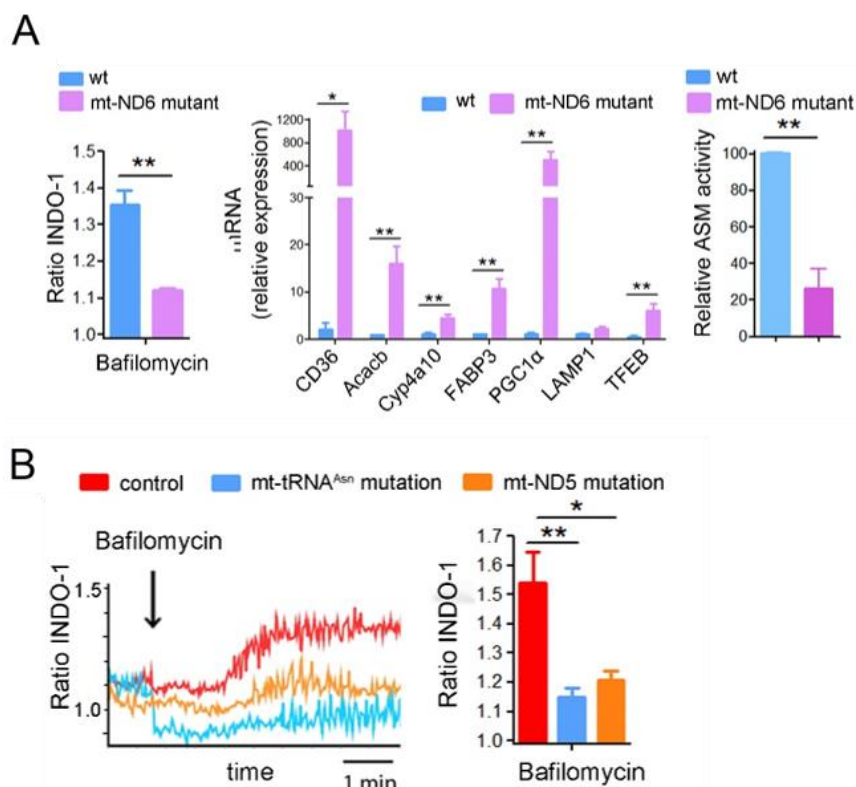 A
wt
mt-ND6 mutant
Ratio INDO-1
1.5
1.4
1.3
1.2
1.1
1.0
**
Bafilomycin
wt mt-ND6 mutant
(relative expression)
1200
800
400
30
20
10
0
* ** ** ** ** **
CD36 Acacb Cyp4a10 FABP3 PGC1α LAMP1 TFEB
wt
mt-ND6 mutant
Relative ASM activity
100
80
60
40
20
0
**
B
control mt-tRNAᴬˢⁿ mutation mt-ND5 mutation
Bafilomycin
Ratio INDO-1
1.5
1.0
time
1 min
Ratio INDO-1
1.7
1.6
1.5
1.4
1.3
1.2
1.1
1.0
*
**
Bafilomycin